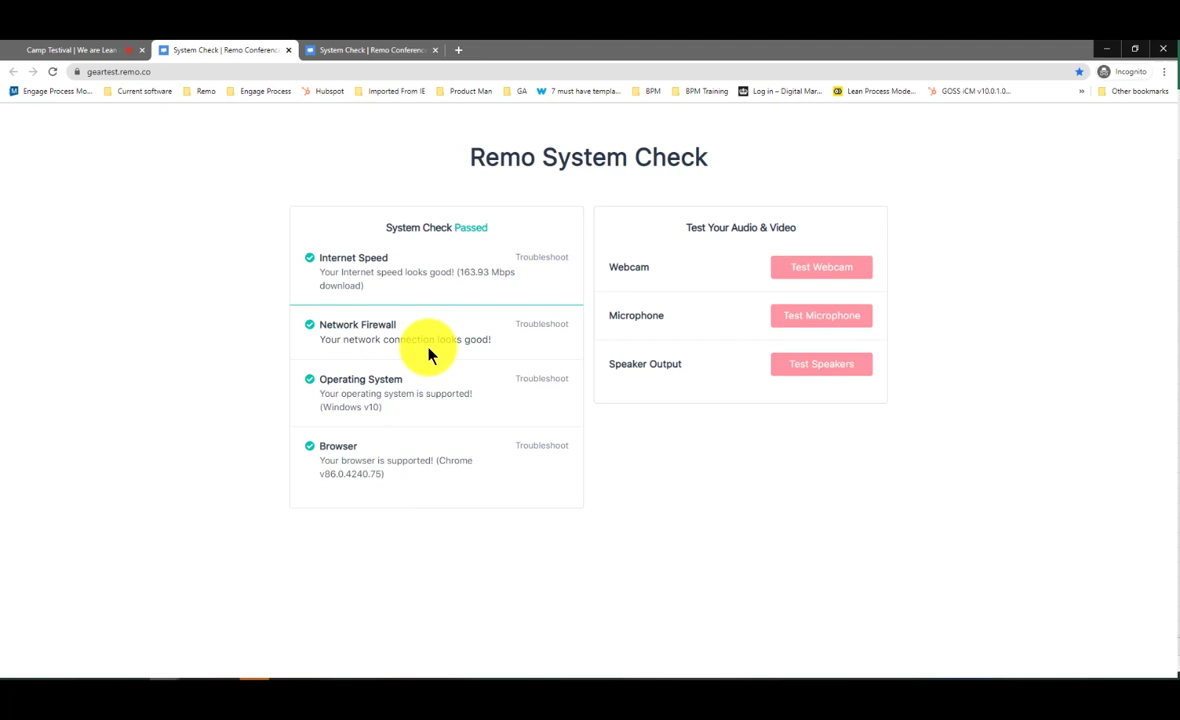 Camp Testival | We are Lean
System Check | Remo Conferenc
System Check | Remo Conferenc
geartest.remo.co
Incognito
Engage Process Mo...
Current software
Remo
Engage Process
Hubspot
Imported From IE
Product Man
GA
7 must have templa...
BPM
BPM Training
Log in – Digital Mar...
Lean Process Mode...
GOSS iCM v10.0.1.0...
»
Other bookmarks
Remo System Check
System Check Passed
Internet Speed
Troubleshoot
Your Internet speed looks good! (163.93 Mbps
download)
Network Firewall
Troubleshoot
Your network connection looks good!
Operating System
Troubleshoot
Your operating system is supported!
(Windows v10)
Browser
Troubleshoot
Your browser is supported! (Chrome
v86.0.4240.75)
Test Your Audio & Video
Webcam
Test Webcam
Microphone
Test Microphone
Speaker Output
Test Speakers